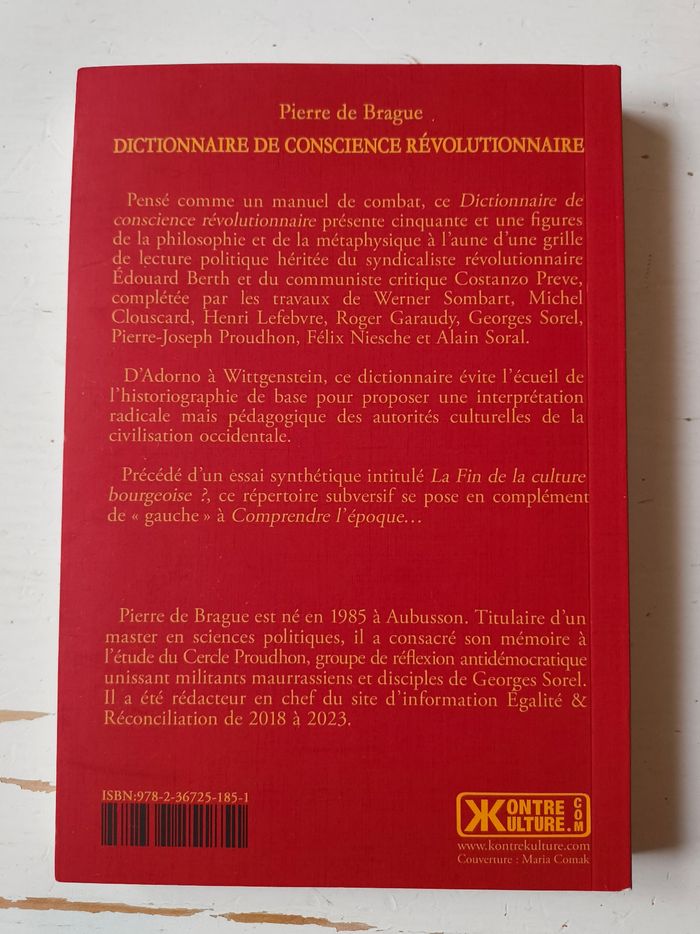 Pierre de Brague
DICTIONNAIRE DE CONSCIENCE RÉVOLUTIONNAIRE
Pensé comme un manuel de combat, ce Dictionnaire de
conscience révolutionnaire présente cinquante et une figures
de la philosophie et de la métaphysique à l'aune d'une grille
de lecture politique héritée du syndicaliste révolutionnaire
Édouard Berth et du communiste critique Costanzo Preve,
complétée par les travaux de Werner Sombart, Michel
Clouscard, Henri Lefebvre, Roger Garaudy, Georges Sorel,
Pierre-Joseph Proudhon, Félix Niesche et Alain Soral.
D'Adorno à Wittgenstein, ce dictionnaire évite l'écueil de
l'historiographie de base pour proposer une interprétation
radicale mais pédagogique des autorités culturelles de la
civilisation occidentale.
Précédé d'un essai synthétique intitulé La Fin de la culture
bourgeoise ?, ce répertoire subversif se pose en complément
de « gauche » à Comprendre l'époque…
Pierre de Brague est né en 1985 à Aubusson. Titulaire d'un
master en sciences politiques, il a consacré son mémoire à
l'étude du Cercle Proudhon, groupe de réflexion antidémocratique
unissant militants maurrassiens et disciples de Georges Sorel.
Il a été rédacteur en chef du site d'information Égalité &
Réconciliation de 2018 à 2023.
ISBN:978-2-36725-185-1
KONTRE
KULTURE.COM
www.kontrekulture.com
Couverture : Maria Comak